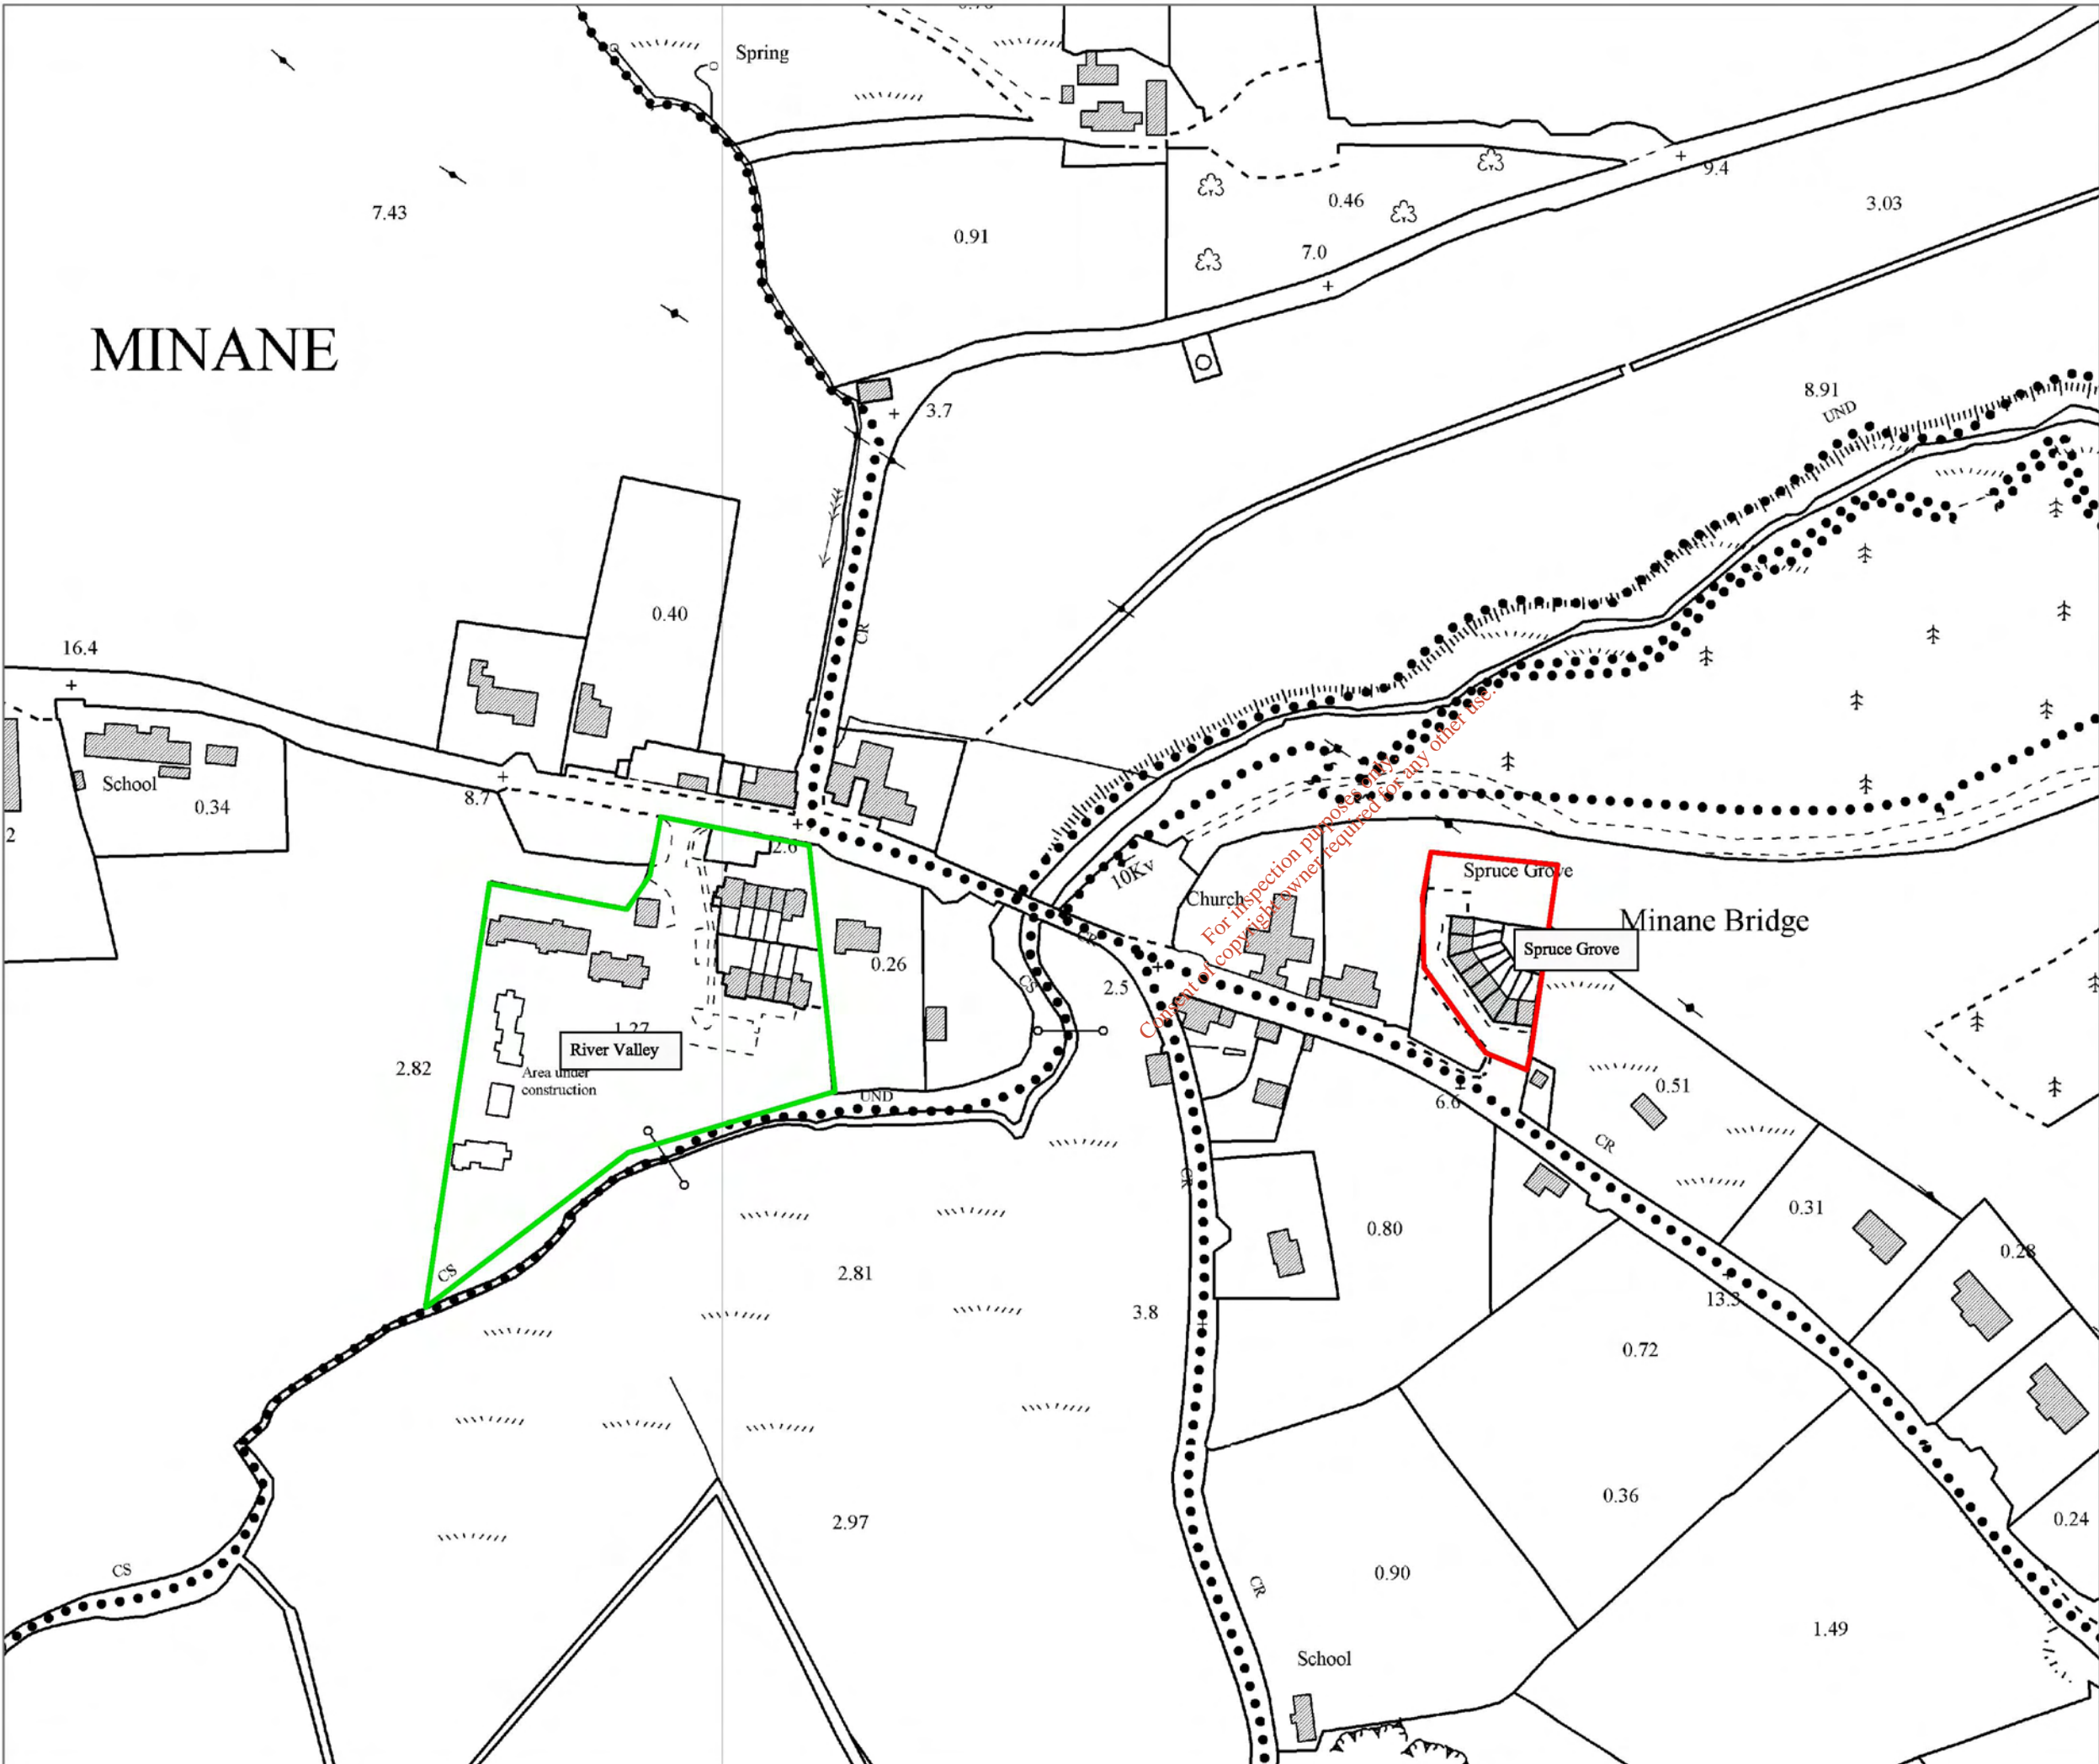 Spring
9.4
0.46
3.03
7.43
0.91
7.0
MINANE
8.91
UND
3.7
0.40
CR
16.4
School
0.34
8.7
2
2.6
10Kv
Church
For inspection purposes only.
Consent of copyright owner required for any other use.
Spruce Grove
Minane Bridge
Spruce Grove
0.26
CR
CS
2.5
1.27
River Valley
2.82
Area under
construction
UND
0.51
6.6
CR
CR
0.31
0.80
0.28
CS
2.81
3.8
13.3
0.72
0.36
0.24
2.97
CS
0.90
CR
1.49
School